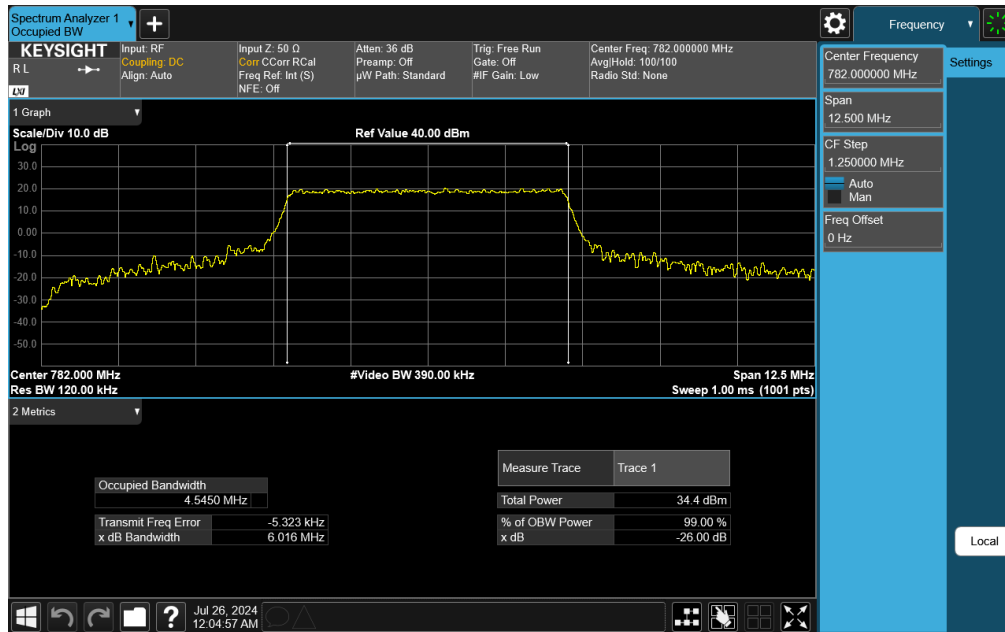 Spectrum Analyzer 1
Occupied BW
Frequency
KEYSIGHT
R L
LXI
Input: RF
Coupling: DC
Align: Auto
Input Z: 50 Ω
Corr CCorr RCal
Freq Ref: Int (S)
NFE: Off
Atten: 36 dB
Preamp: Off
µW Path: Standard
Trig: Free Run
Gate: Off
#IF Gain: Low
Center Freq: 782.000000 MHz
Avg|Hold: 100/100
Radio Std: None
Center Frequency
782.000000 MHz
Settings
Span
12.500 MHz
CF Step
1.250000 MHz
Auto
Man
Freq Offset
0 Hz
Local
1 Graph
Scale/Div 10.0 dB
Ref Value 40.00 dBm
Log
30.0
20.0
10.0
0.00
-10.0
-20.0
-30.0
-40.0
-50.0
Center 782.000 MHz
#Video BW 390.00 kHz
Span 12.5 MHz
Res BW 120.00 kHz
Sweep 1.00 ms (1001 pts)
2 Metrics
Occupied Bandwidth
4.5450 MHz
Transmit Freq Error -5.323 kHz
x dB Bandwidth 6.016 MHz
Measure Trace Trace 1
Total Power 34.4 dBm
% of OBW Power 99.00 %
x dB -26.00 dB
?
Jul 26, 2024
12:04:57 AM